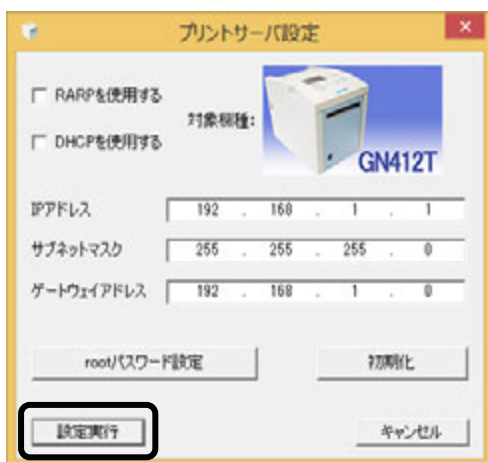 プリントサーバ設定
RARPを使用する
DHCPを使用する
対象機種:
GN412T
IPアドレス 192 . 168 . 1 . 1
サブネットマスク 255 . 255 . 255 . 0
ゲートウェイアドレス 192 . 168 . 1 . 0
rootパスワード設定 初期化
設定実行 キャンセル